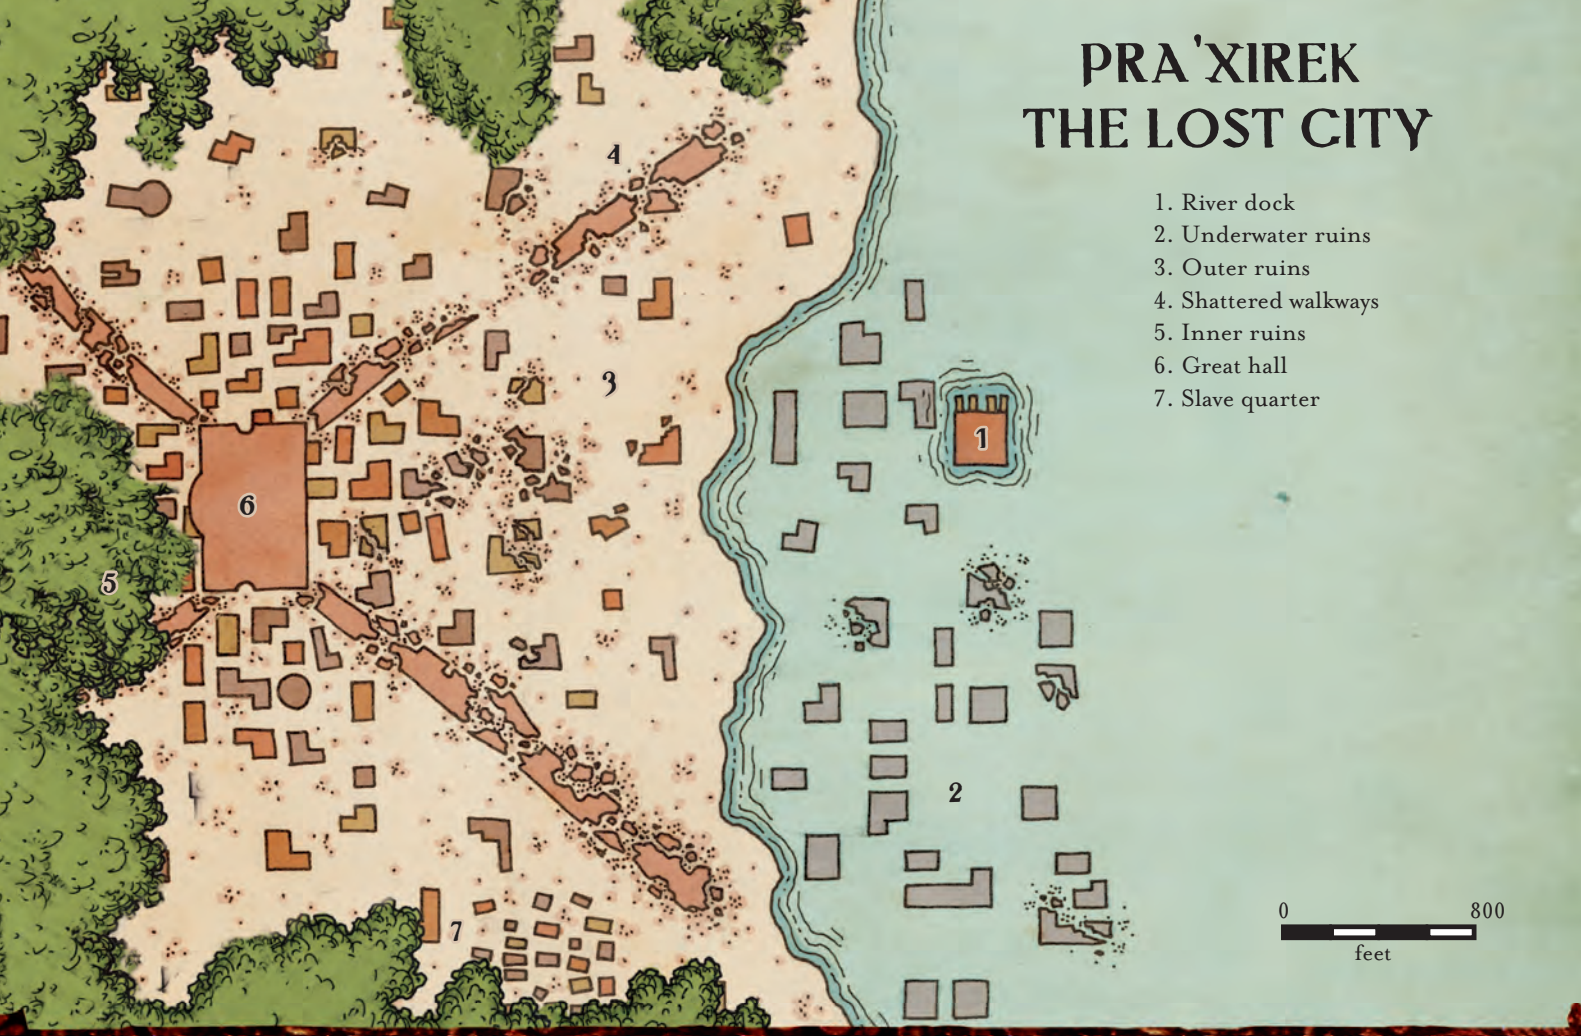 PRA'XIREK
THE LOST CITY
1. River dock
2. Underwater ruins
3. Outer ruins
4. Shattered walkways
5. Inner ruins
6. Great hall
7. Slave quarter
4
3
1
6
5
2
7
0 800
feet